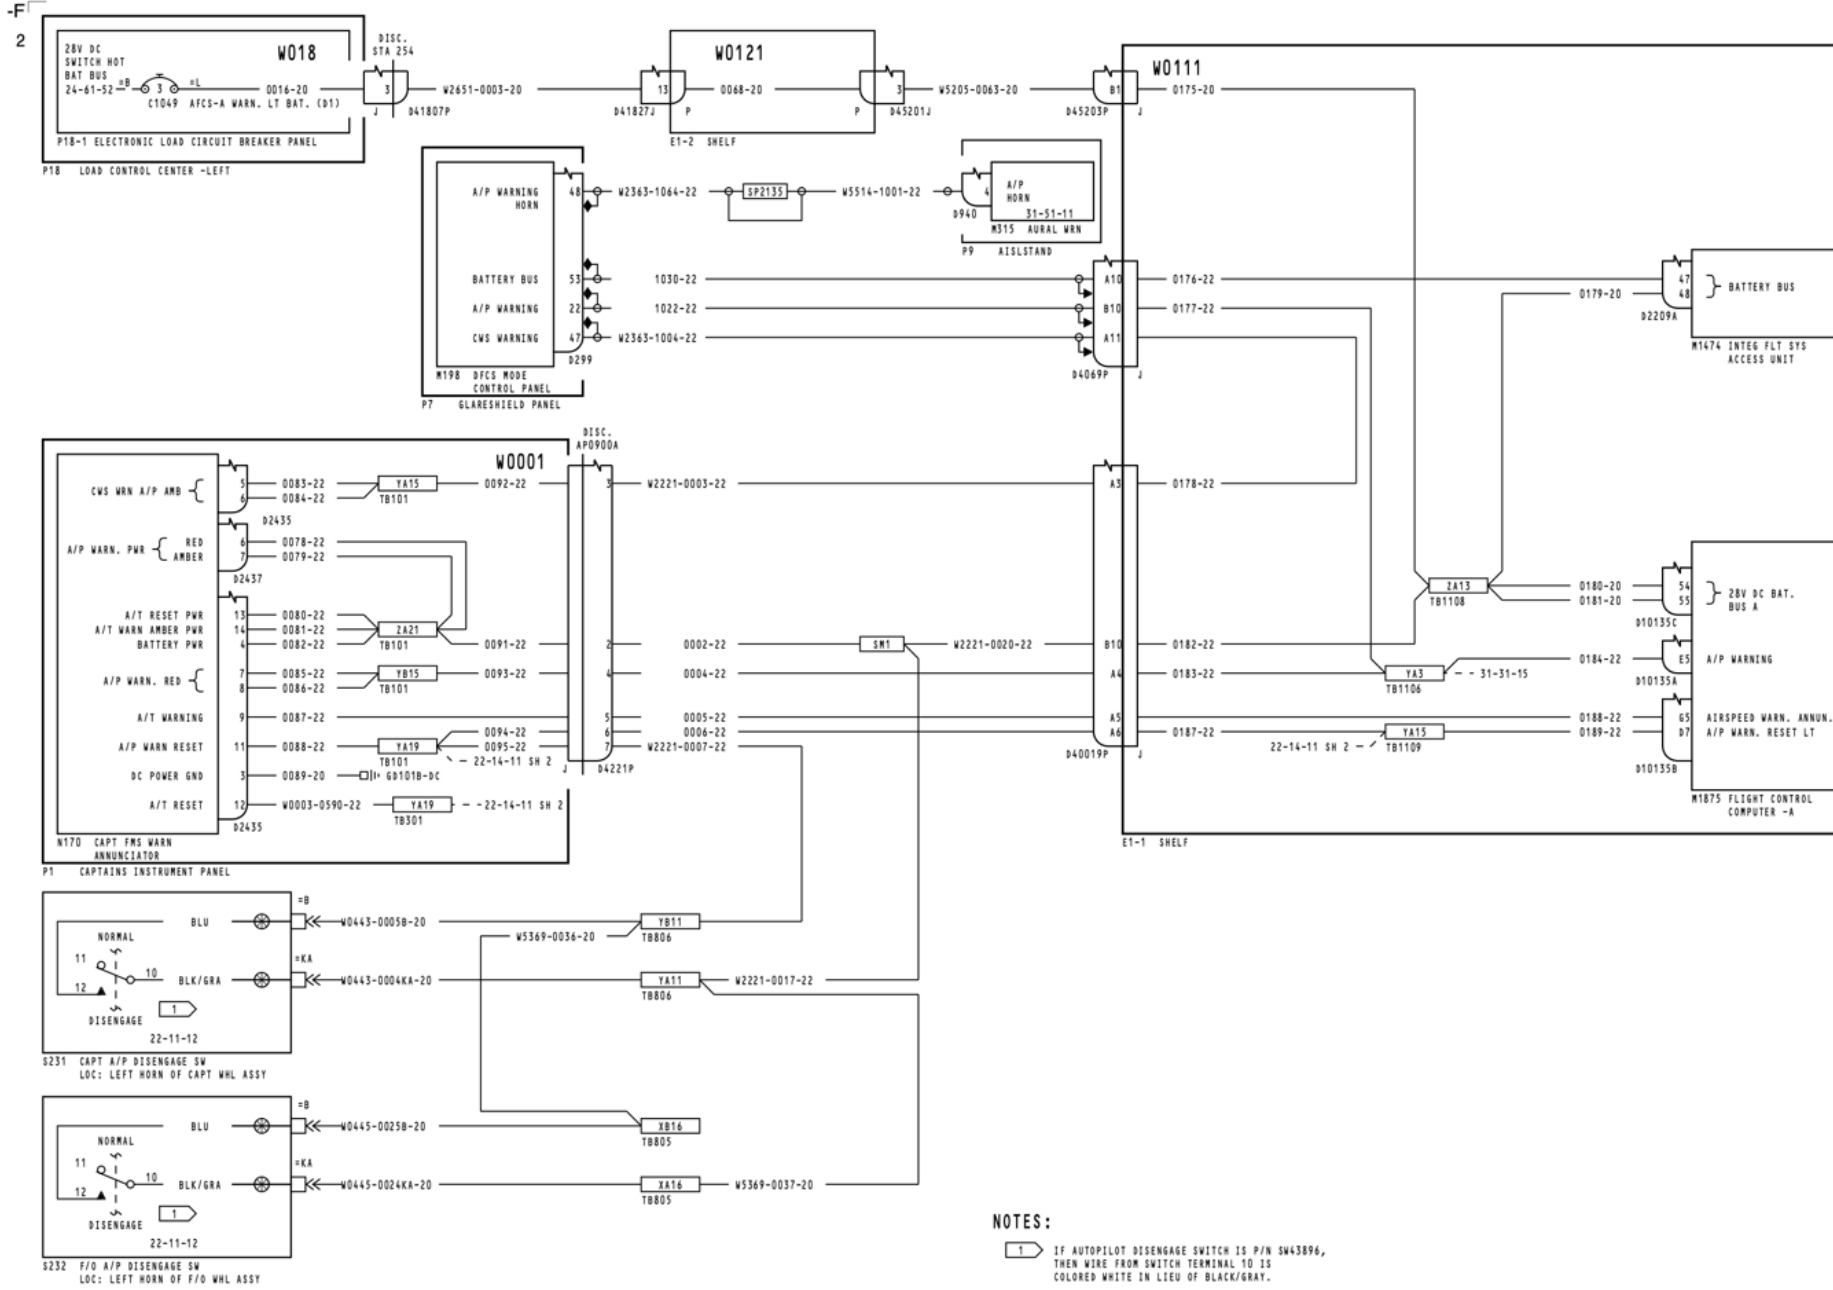 -F
2
28V DC
SWITCH HOT
BAT BUS
24-61-52
=B
3
=L
C1049
0016-20
AFCS-A WARN. LT BAT. (D1)
W018
P18-1 ELECTRONIC LOAD CIRCUIT BREAKER PANEL
P18 LOAD CONTROL CENTER -LEFT
DISC.
STA 254
3
J
D41807P
W2651-0003-20
13
D41827J
P
W0121
0068-20
E1-2 SHELF
P
3
D45201J
W5205-0063-20
B1
D45203P
J
W0111
0175-20
A/P WARNING
HORN
48
W2363-1064-22
SP2135
W5514-1001-22
D940
4
A/P
HORN
31-51-11
M315 AURAL WRN
P9 AISLSTAND
BATTERY BUS
53
1030-22
A10
0176-22
A/P WARNING
22
1022-22
B10
0177-22
CWS WARNING
47
W2363-1004-22
A11
D299
D4069P
J
M198 DFCS MODE
CONTROL PANEL
P7 GLARESHIELD PANEL
0179-20
47
48
D2209A
BATTERY BUS
M1474 INTEG FLT SYS
ACCESS UNIT
W0001
DISC.
AP0900A
CWS WRN A/P AMB
5
6
0083-22
0084-22
YA15
TB101
0092-22
3
W2221-0003-22
A3
0178-22
D2435
A/P WARN. PWR
RED
AMBER
6
7
0078-22
0079-22
D2437
A/T RESET PWR
13
0080-22
A/T WARN AMBER PWR
14
0081-22
BATTERY PWR
4
0082-22
ZA21
TB101
0091-22
2
0002-22
SM1
W2221-0020-22
B10
0182-22
ZA13
TB1108
0180-20
0181-20
54
55
28V DC BAT.
BUS A
D10135C
A/P WARN. RED
7
8
0085-22
0086-22
YB15
TB101
0093-22
4
0004-22
A4
0183-22
YA3
TB1106
31-31-15
0184-22
E5
A/P WARNING
D10135A
A/T WARNING
9
0087-22
5
0005-22
A5
0188-22
G5
AIRSPEED WARN. ANNUN.
A/P WARN RESET
11
0088-22
YA19
TB101
0094-22
0095-22
22-14-11 SH 2
6
0006-22
7
W2221-0007-22
A6
0187-22
22-14-11 SH 2
YA15
TB1109
0189-22
D7
A/P WARN. RESET LT
D10135B
J
D4221P
D40019P
J
DC POWER GND
3
0089-20
GD101B-DC
A/T RESET
12
W0003-0590-22
YA19
TB301
-22-14-11 SH 2
D2435
N170 CAPT FMS WARN
ANNUNCIATOR
P1 CAPTAINS INSTRUMENT PANEL
M1875 FLIGHT CONTROL
COMPUTER -A
E1-1 SHELF
BLU
=B
W0443-0005B-20
YB11
TB806
W5369-0036-20
NORMAL
11
12
10
BLK/GRA
=KA
W0443-0004KA-20
YA11
TB806
W2221-0017-22
1
DISENGAGE
22-11-12
S231 CAPT A/P DISENGAGE SW
LOC: LEFT HORN OF CAPT WHL ASSY
BLU
=B
W0445-0025B-20
XB16
TB805
NORMAL
11
12
10
BLK/GRA
=KA
W0445-0024KA-20
XA16
TB805
W5369-0037-20
1
DISENGAGE
22-11-12
S232 F/O A/P DISENGAGE SW
LOC: LEFT HORN OF F/O WHL ASSY
NOTES:
1 IF AUTOPILOT DISENGAGE SWITCH IS P/N SW43896,
THEN WIRE FROM SWITCH TERMINAL 10 IS
COLORED WHITE IN LIEU OF BLACK/GRAY.